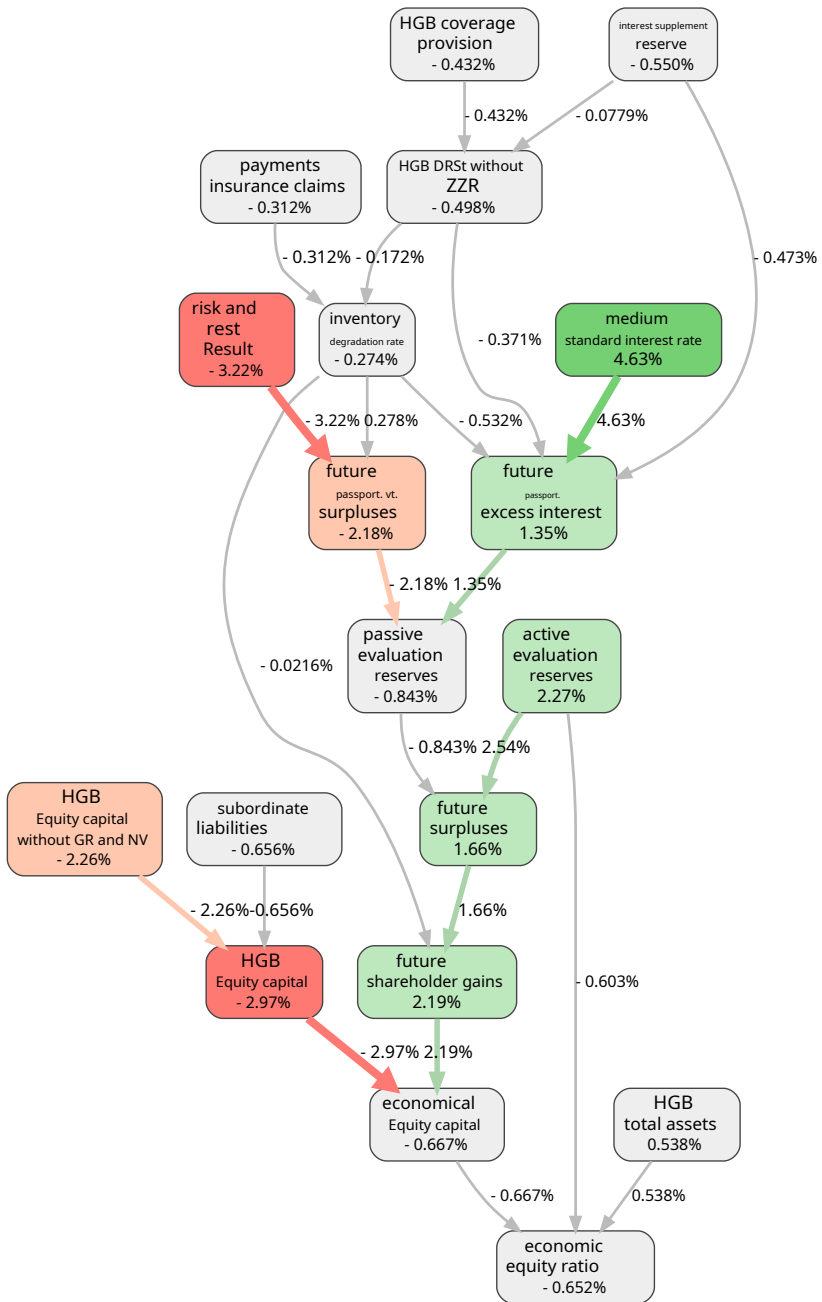 HGB coverage
provision
- 0.432%
interest supplement
reserve
- 0.550%
- 0.432%
- 0.0779%
payments
insurance claims
- 0.312%
HGB DRSt without
ZZR
- 0.498%
- 0.312%
- 0.172%
- 0.473%
risk and
rest
Result
- 3.22%
inventory
degradation rate
- 0.274%
- 0.371%
medium
standard interest rate
4.63%
- 3.22%
0.278%
- 0.532%
4.63%
future
passport. vt.
surpluses
- 2.18%
future
passport.
excess interest
1.35%
- 2.18%
1.35%
passive
evaluation
reserves
- 0.843%
active
evaluation
reserves
2.27%
- 0.0216%
- 0.843%
2.54%
HGB
Equity capital
without GR and NV
- 2.26%
subordinate
liabilities
- 0.656%
future
surpluses
1.66%
- 2.26%
-0.656%
1.66%
HGB
Equity capital
- 2.97%
future
shareholder gains
2.19%
- 0.603%
- 2.97%
2.19%
economical
Equity capital
- 0.667%
HGB
total assets
0.538%
- 0.667%
0.538%
economic
equity ratio
- 0.652%